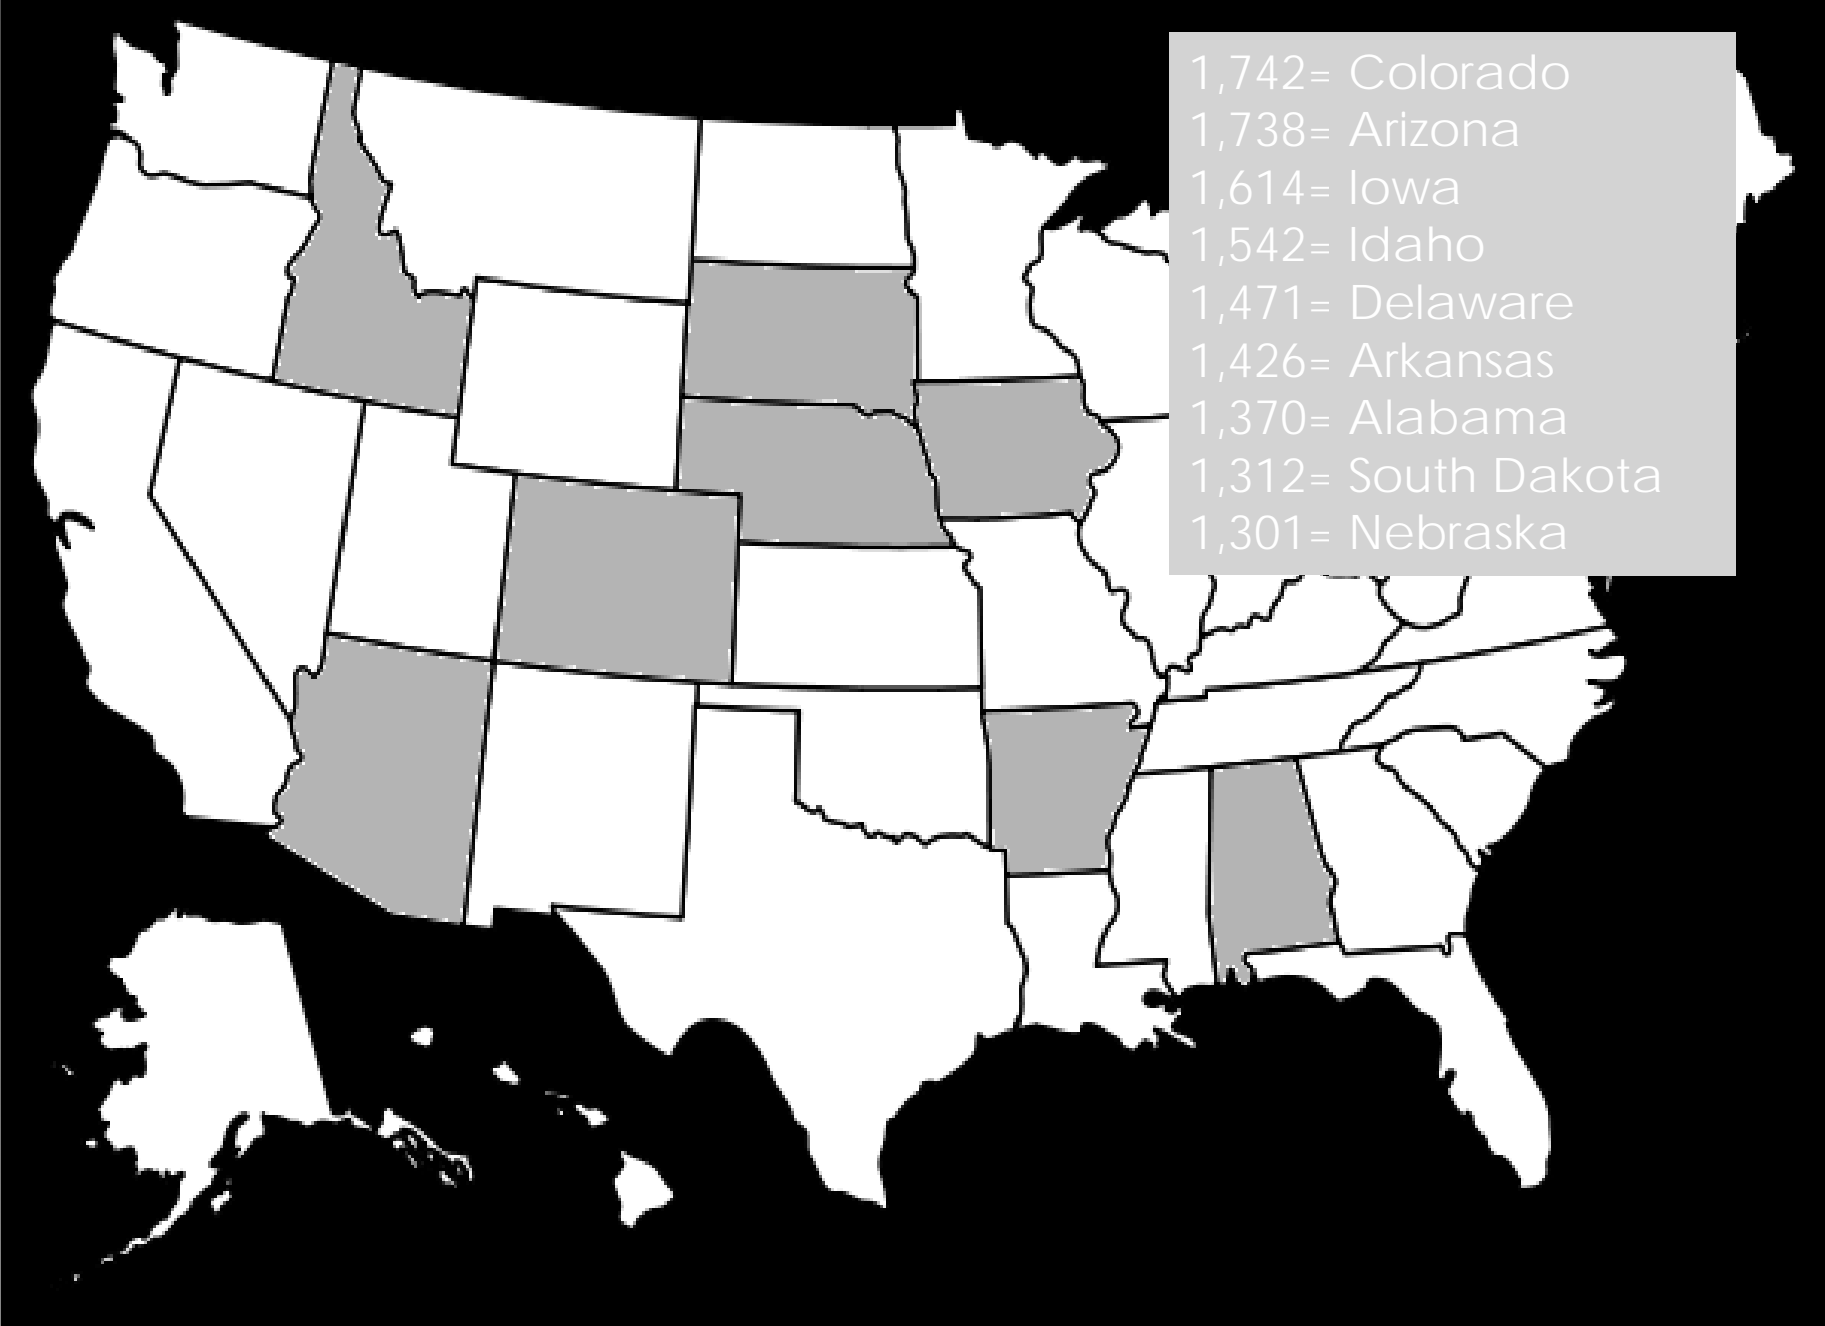 1,742= Colorado
1,738= Arizona
1,614= Iowa
1,542= Idaho
1,471= Delaware
1,426= Arkansas
1,370= Alabama
1,312= South Dakota
1,301= Nebraska